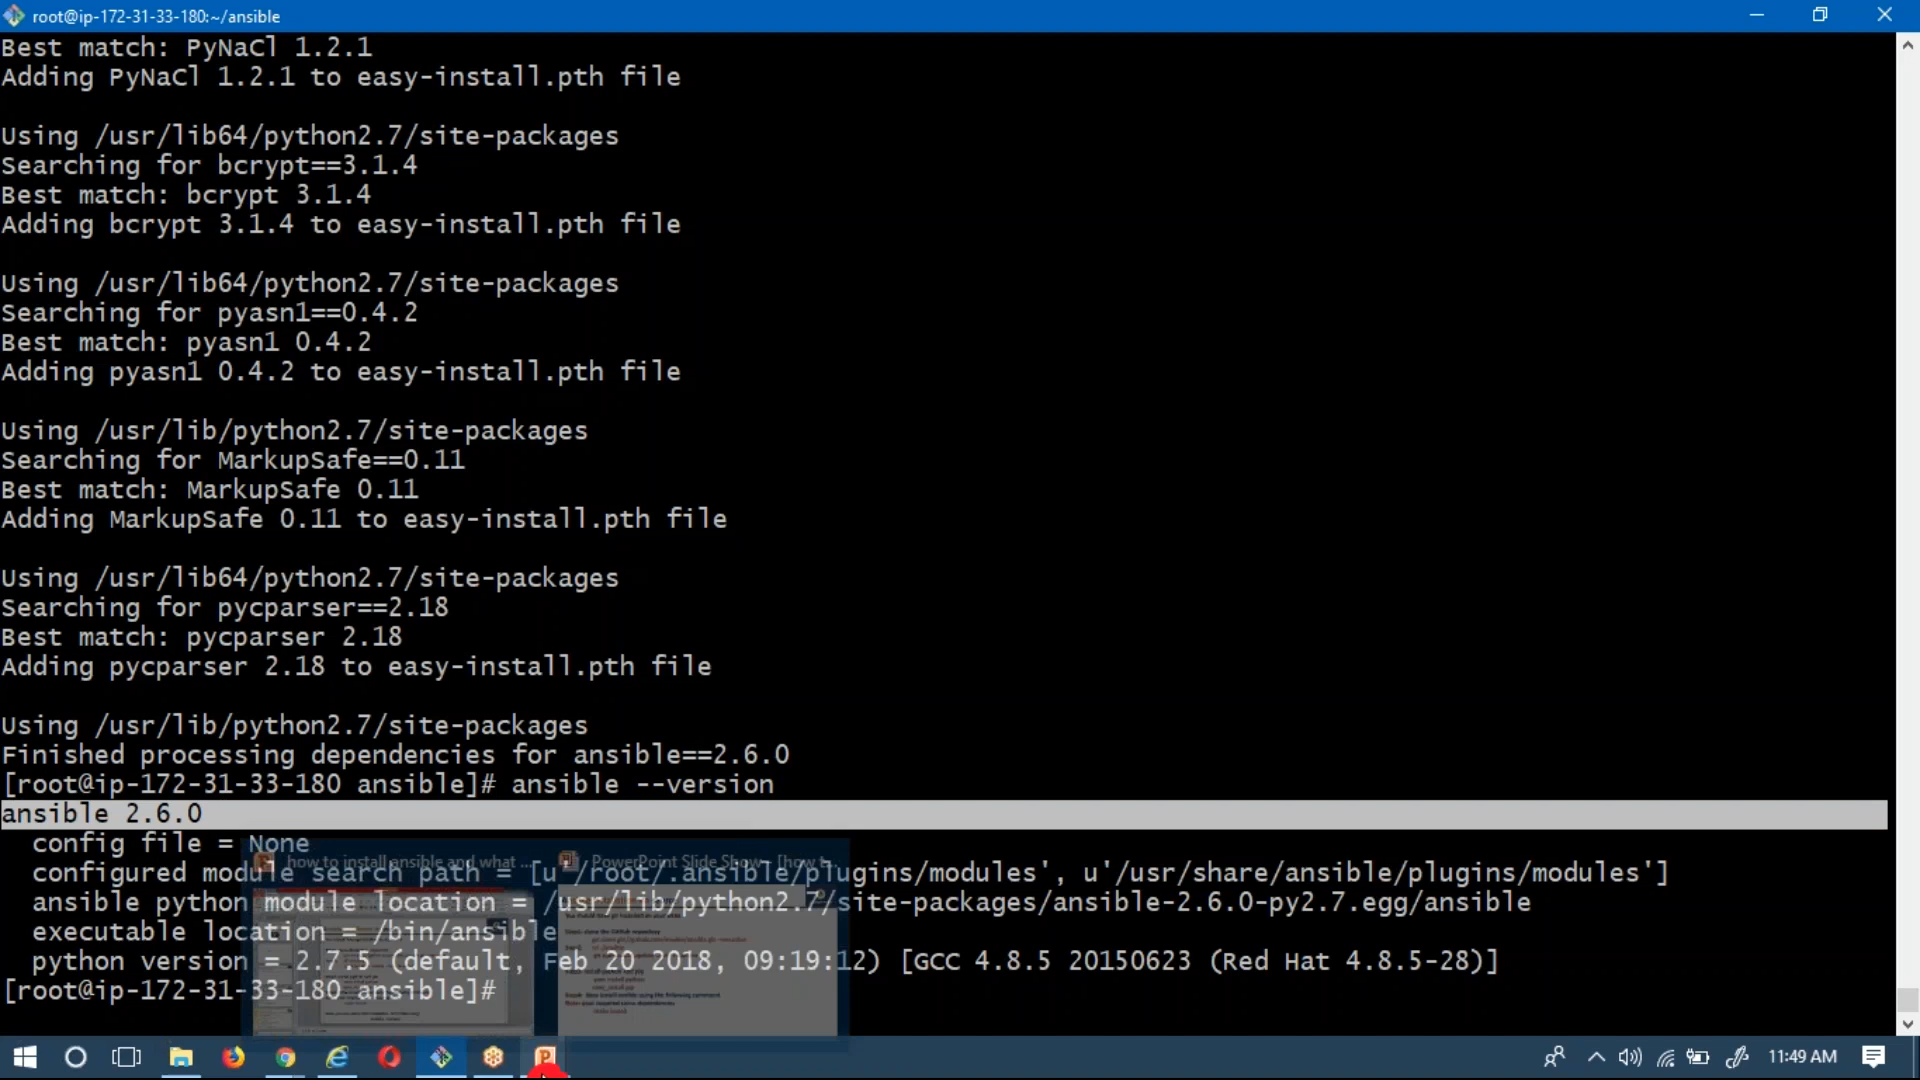 root@ip-172-31-33-180:~/ansible
Best match: PyNaCl 1.2.1
Adding PyNaCl 1.2.1 to easy-install.pth file
Using /usr/lib64/python2.7/site-packages
Searching for bcrypt==3.1.4
Best match: bcrypt 3.1.4
Adding bcrypt 3.1.4 to easy-install.pth file
Using /usr/lib64/python2.7/site-packages
Searching for pyasn1==0.4.2
Best match: pyasn1 0.4.2
Adding pyasn1 0.4.2 to easy-install.pth file
Using /usr/lib/python2.7/site-packages
Searching for MarkupSafe==0.11
Best match: MarkupSafe 0.11
Adding MarkupSafe 0.11 to easy-install.pth file
Using /usr/lib64/python2.7/site-packages
Searching for pycparser==2.18
Best match: pycparser 2.18
Adding pycparser 2.18 to easy-install.pth file
Using /usr/lib/python2.7/site-packages
Finished processing dependencies for ansible==2.6.0
[root@ip-172-31-33-180 ansible]# ansible --version
ansible 2.6.0
config file = None
how to install ansible and what ...
PowerPoint Slide Show - [how t...
configured module search path = [u'/root/.ansible/plugins/modules', u'/usr/share/ansible/plugins/modules']
ansible python module location = /usr/lib/python2.7/site-packages/ansible-2.6.0-py2.7.egg/ansible
executable location = /bin/ansible
python version = 2.7.5 (default, Feb 20 2018, 09:19:12) [GCC 4.8.5 20150623 (Red Hat 4.8.5-28)]
[root@ip-172-31-33-180 ansible]#
11:49 AM